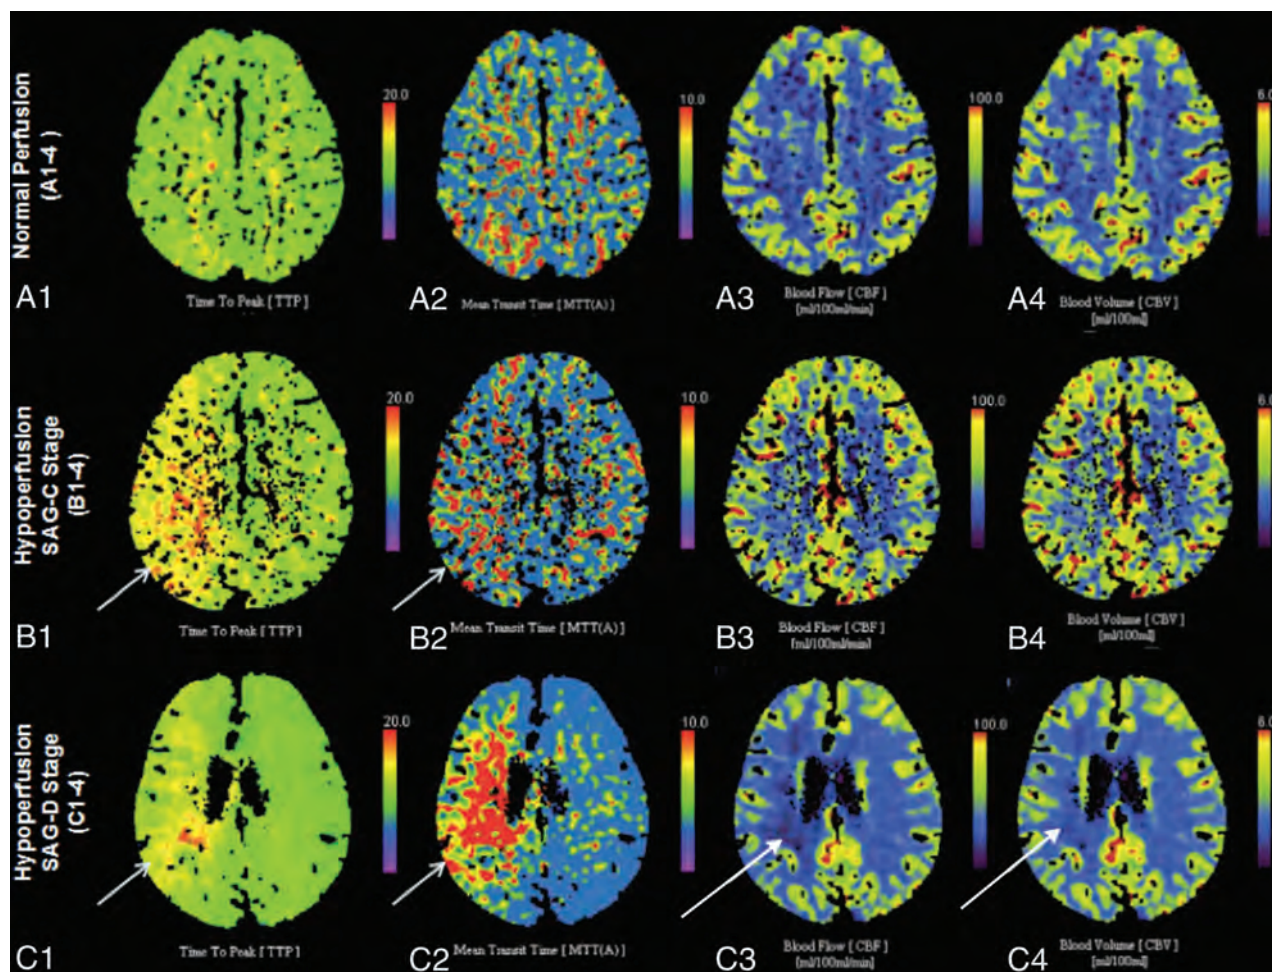 Normal Perfusion
(A1-4)
20.0
10.0
100.0
6.0
A1
Time To Peak [ TTP ]
A2
Mean Transit Time [ MTT(A) ]
A3
Blood Flow [ CBF ]
[ml/100ml/min]
A4
Blood Volume [ CBV ]
[ml/100ml]
Hypoperfusion
SAG-C Stage
(B1-4)
20.0
10.0
100.0
6.0
B1
Time To Peak [ TTP ]
B2
Mean Transit Time [ MTT(A) ]
B3
Blood Flow [ CBF ]
[ml/100ml/min]
B4
Blood Volume [ CBV ]
[ml/100ml]
Hypoperfusion
SAG-D Stage
(C1-4)
20.0
10.0
100.0
6.0
C1
Time To Peak [ TTP ]
C2
Mean Transit Time [ MTT(A) ]
C3
Blood Flow [ CBF ]
[ml/100ml/min]
C4
Blood Volume [ CBV ]
[ml/100ml]